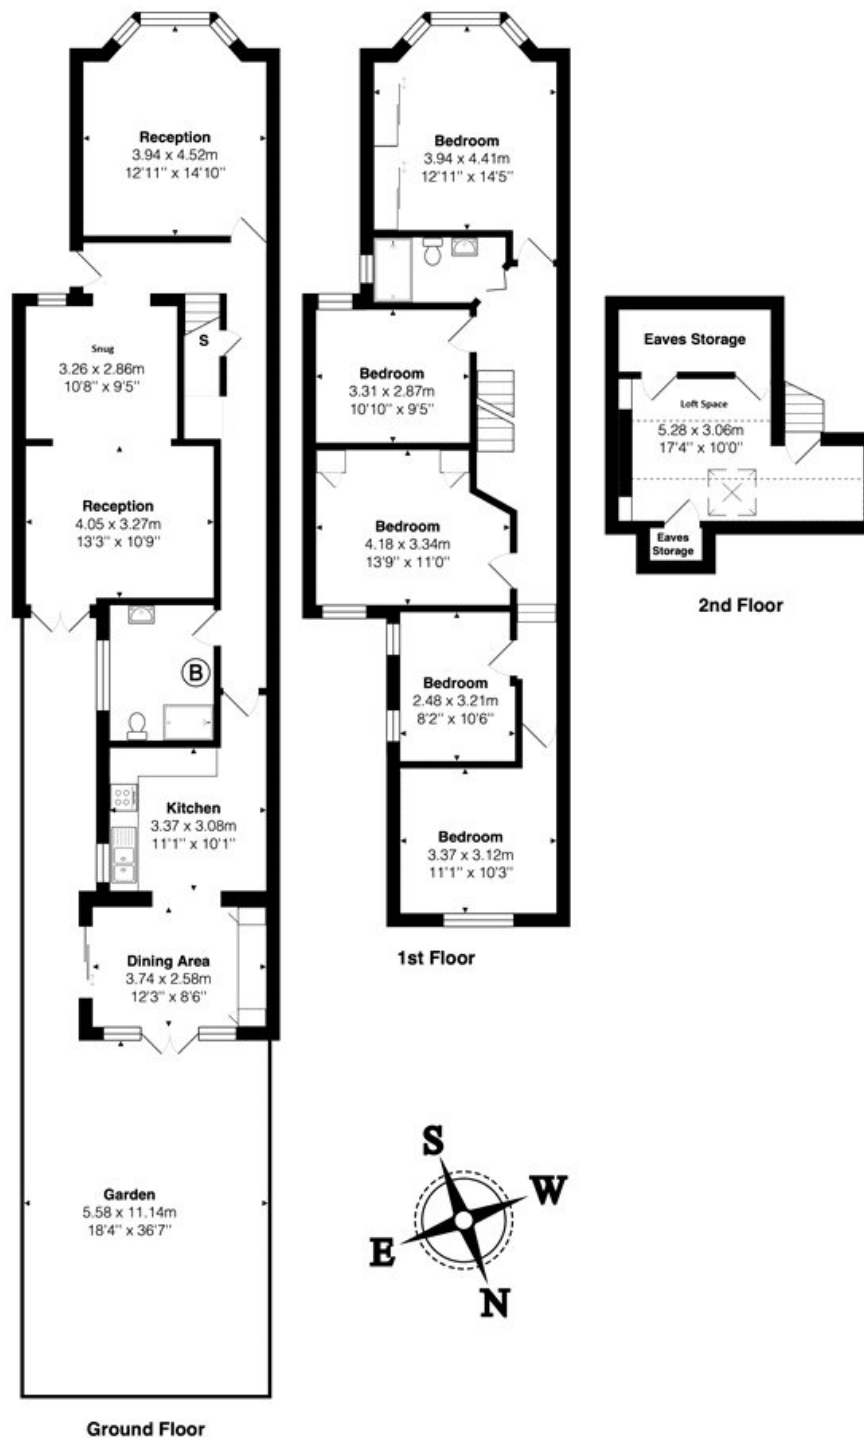 Reception
3.94 x 4.52m
12'11'' x 14'10''
S
Snug
3.26 x 2.86m
10'8'' x 9'5''
Reception
4.05 x 3.27m
13'3'' x 10'9''
B
Kitchen
3.37 x 3.08m
11'1'' x 10'1''
Dining Area
3.74 x 2.58m
12'3'' x 8'6''
Garden
5.58 x 11.14m
18'4'' x 36'7''
Ground Floor
Bedroom
3.94 x 4.41m
12'11'' x 14'5''
Bedroom
3.31 x 2.87m
10'10'' x 9'5''
Bedroom
4.18 x 3.34m
13'9'' x 11'0''
Bedroom
2.48 x 3.21m
8'2'' x 10'6''
Bedroom
3.37 x 3.12m
11'1'' x 10'3''
1st Floor
Eaves Storage
Loft Space
5.28 x 3.06m
17'4'' x 10'0''
Eaves
Storage
2nd Floor
S
W
E
N